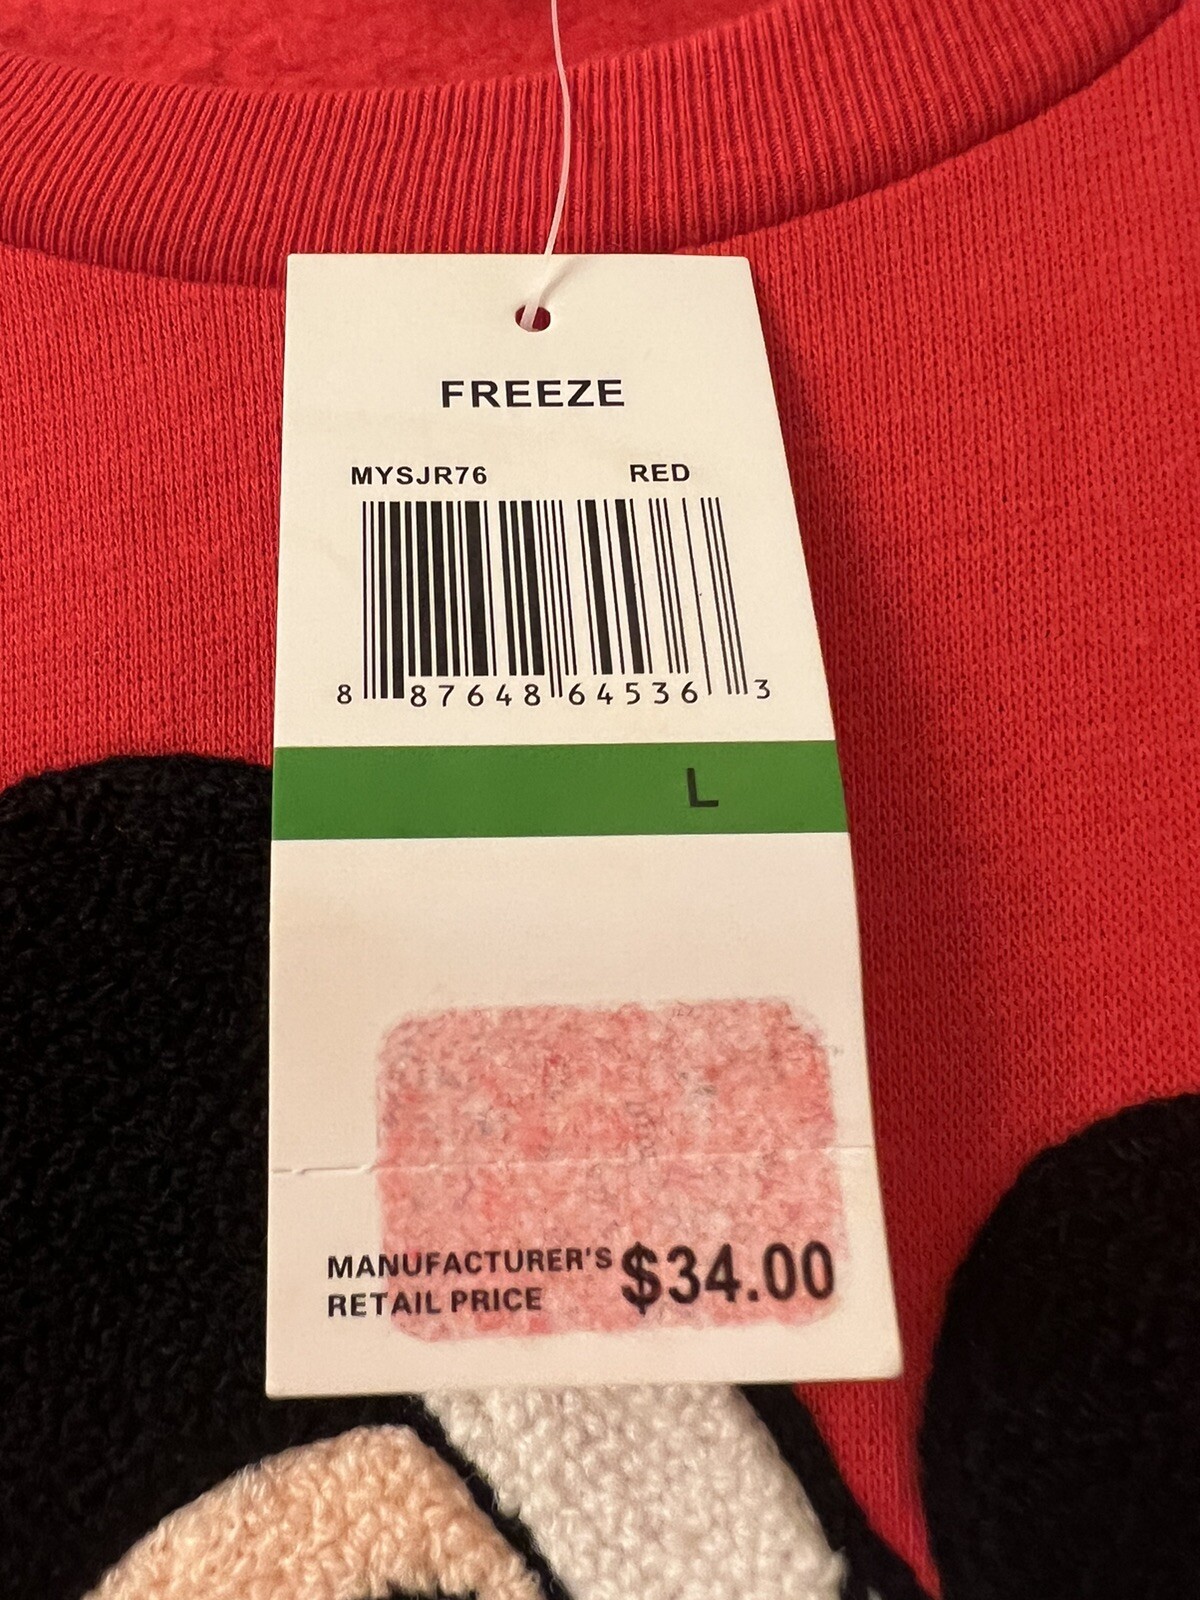 FREEZE
MYSJR76 RED
8 87648 64536 3
L
MANUFACTURER'S $34.00
RETAIL PRICE